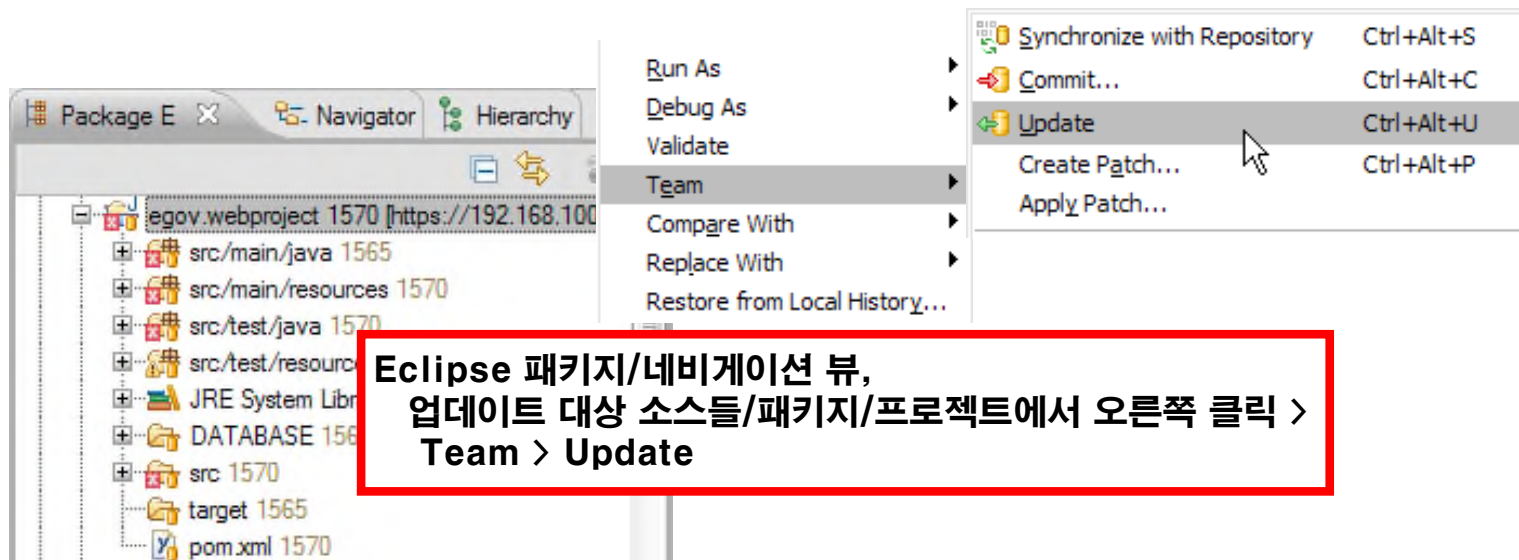 Package E
Navigator
Hierarchy
egov.webproject 1570 [https://192.168.100
src/main/java 1565
src/main/resources 1570
src/test/java 1570
src/test/resourc
JRE System Libr
DATABASE 156
src 1570
target 1565
pom.xml 1570
Run As
Debug As
Validate
Team
Compare With
Replace With
Restore from Local History...
Synchronize with Repository Ctrl+Alt+S
Commit... Ctrl+Alt+C
Update Ctrl+Alt+U
Create Patch... Ctrl+Alt+P
Apply Patch...
Eclipse 패키지/네비게이션 뷰,
업데이트 대상 소스들/패키지/프로젝트에서 오른쪽 클릭 >
Team > Update